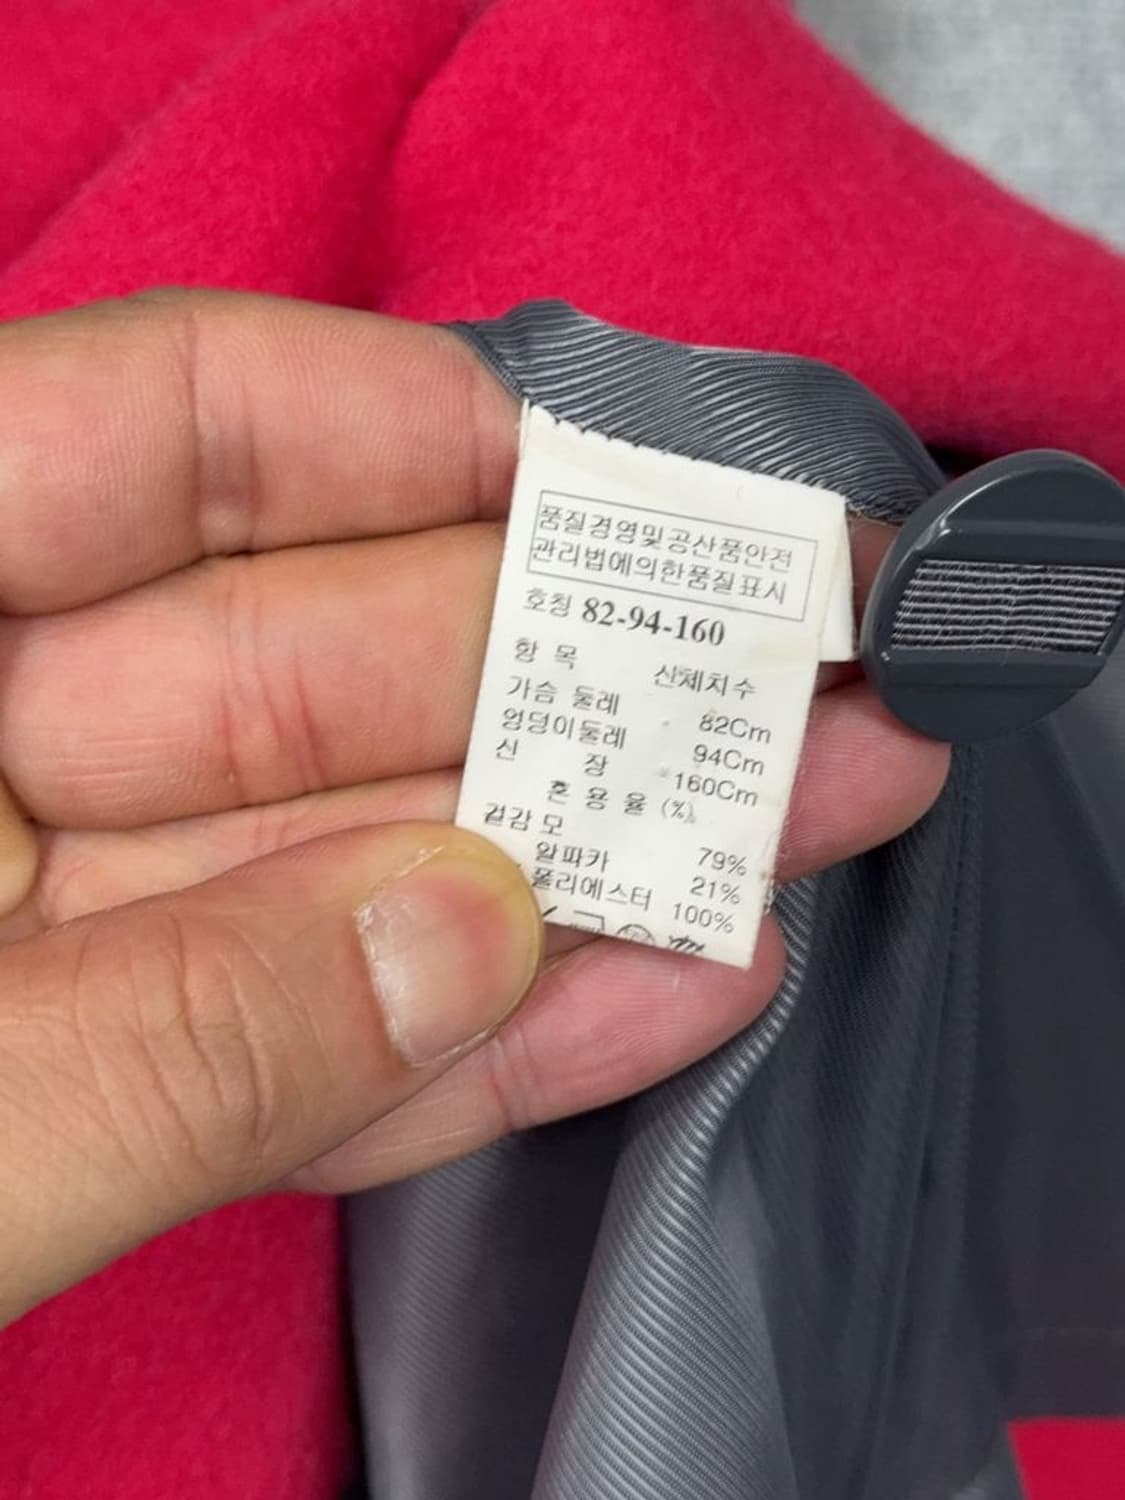 품질경영및공산품안전
관리법에의한품질표시
호칭 82-94-160
항 목 신체치수
가슴 둘레 82Cm
엉덩이둘레 94Cm
신 장 160Cm
혼 용 율 (%)
겉감 모 79%
알파카 21%
폴리에스터 100%